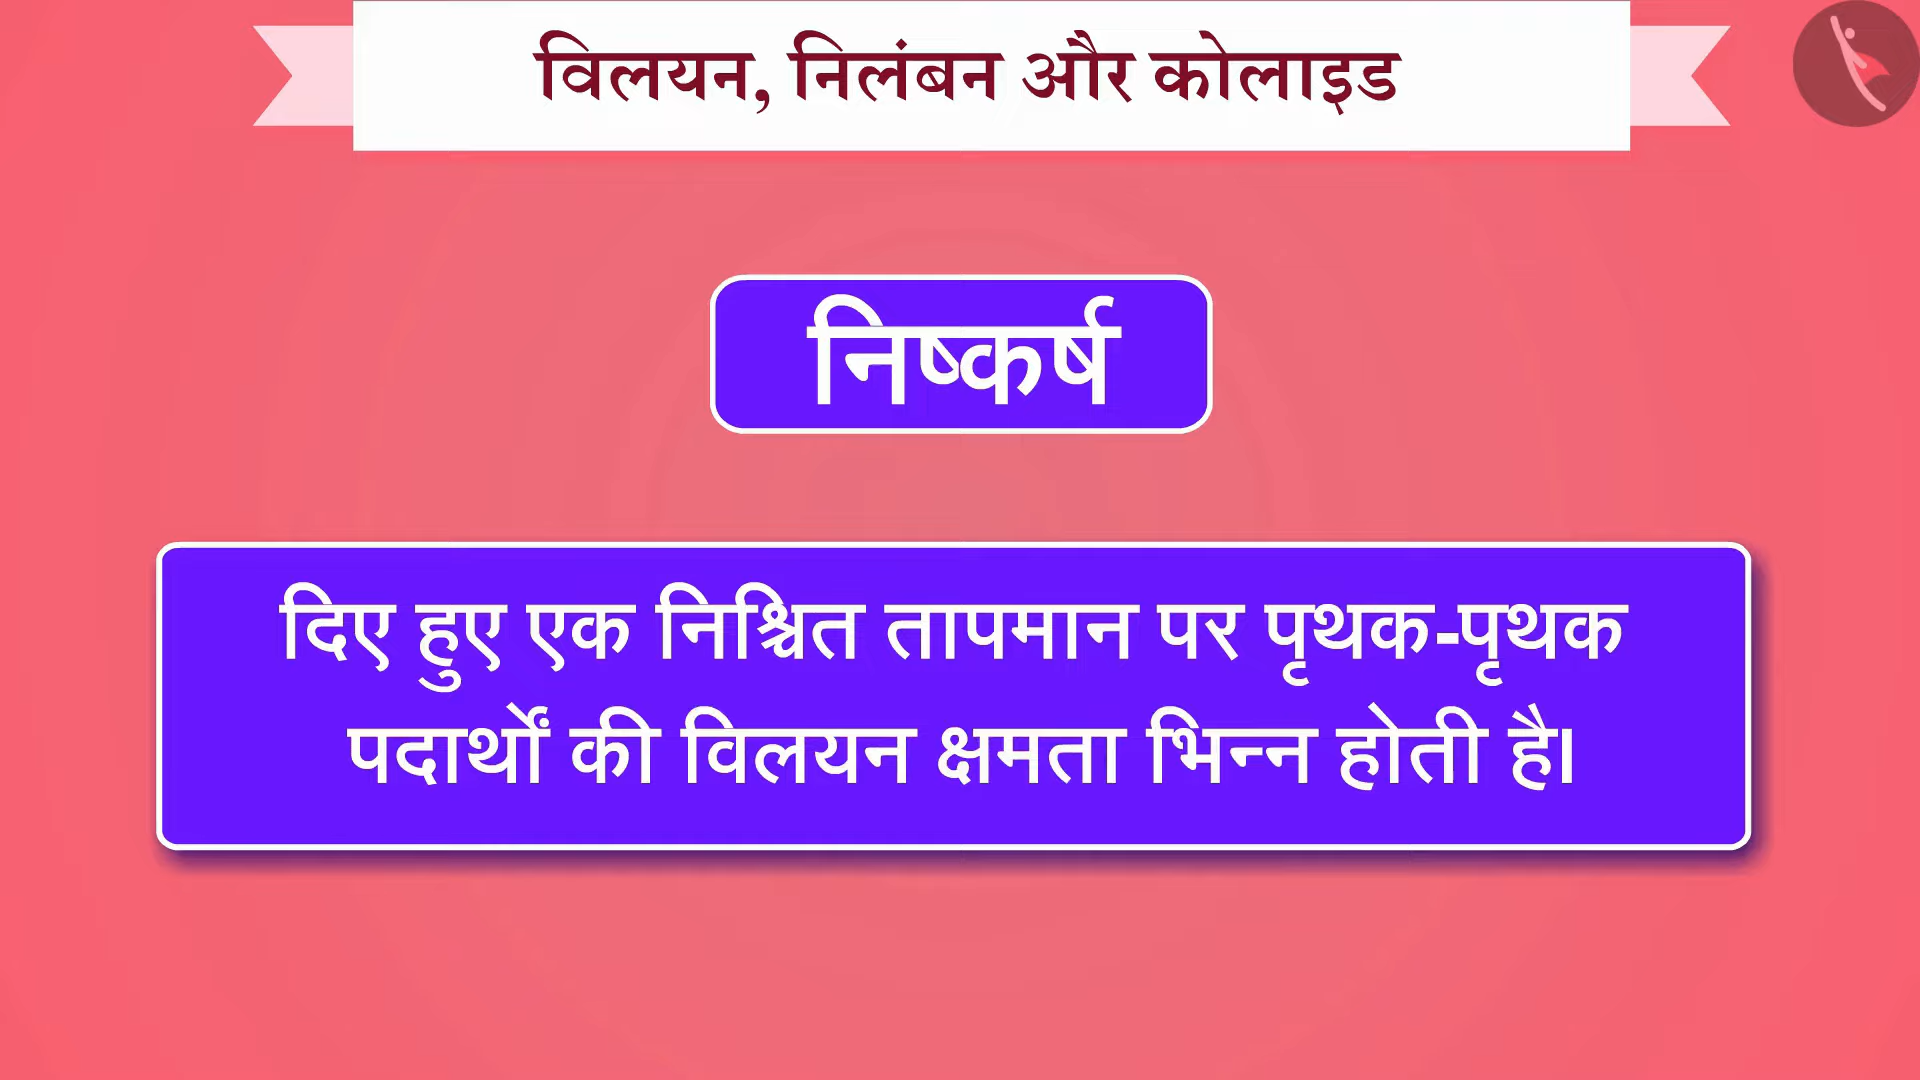 विलयन, निलंबन और कोलाइड
निष्कर्ष
दिए हुए एक निश्चित तापमान पर पृथक-पृथक
पदार्थों की विलयन क्षमता भिन्न होती है।